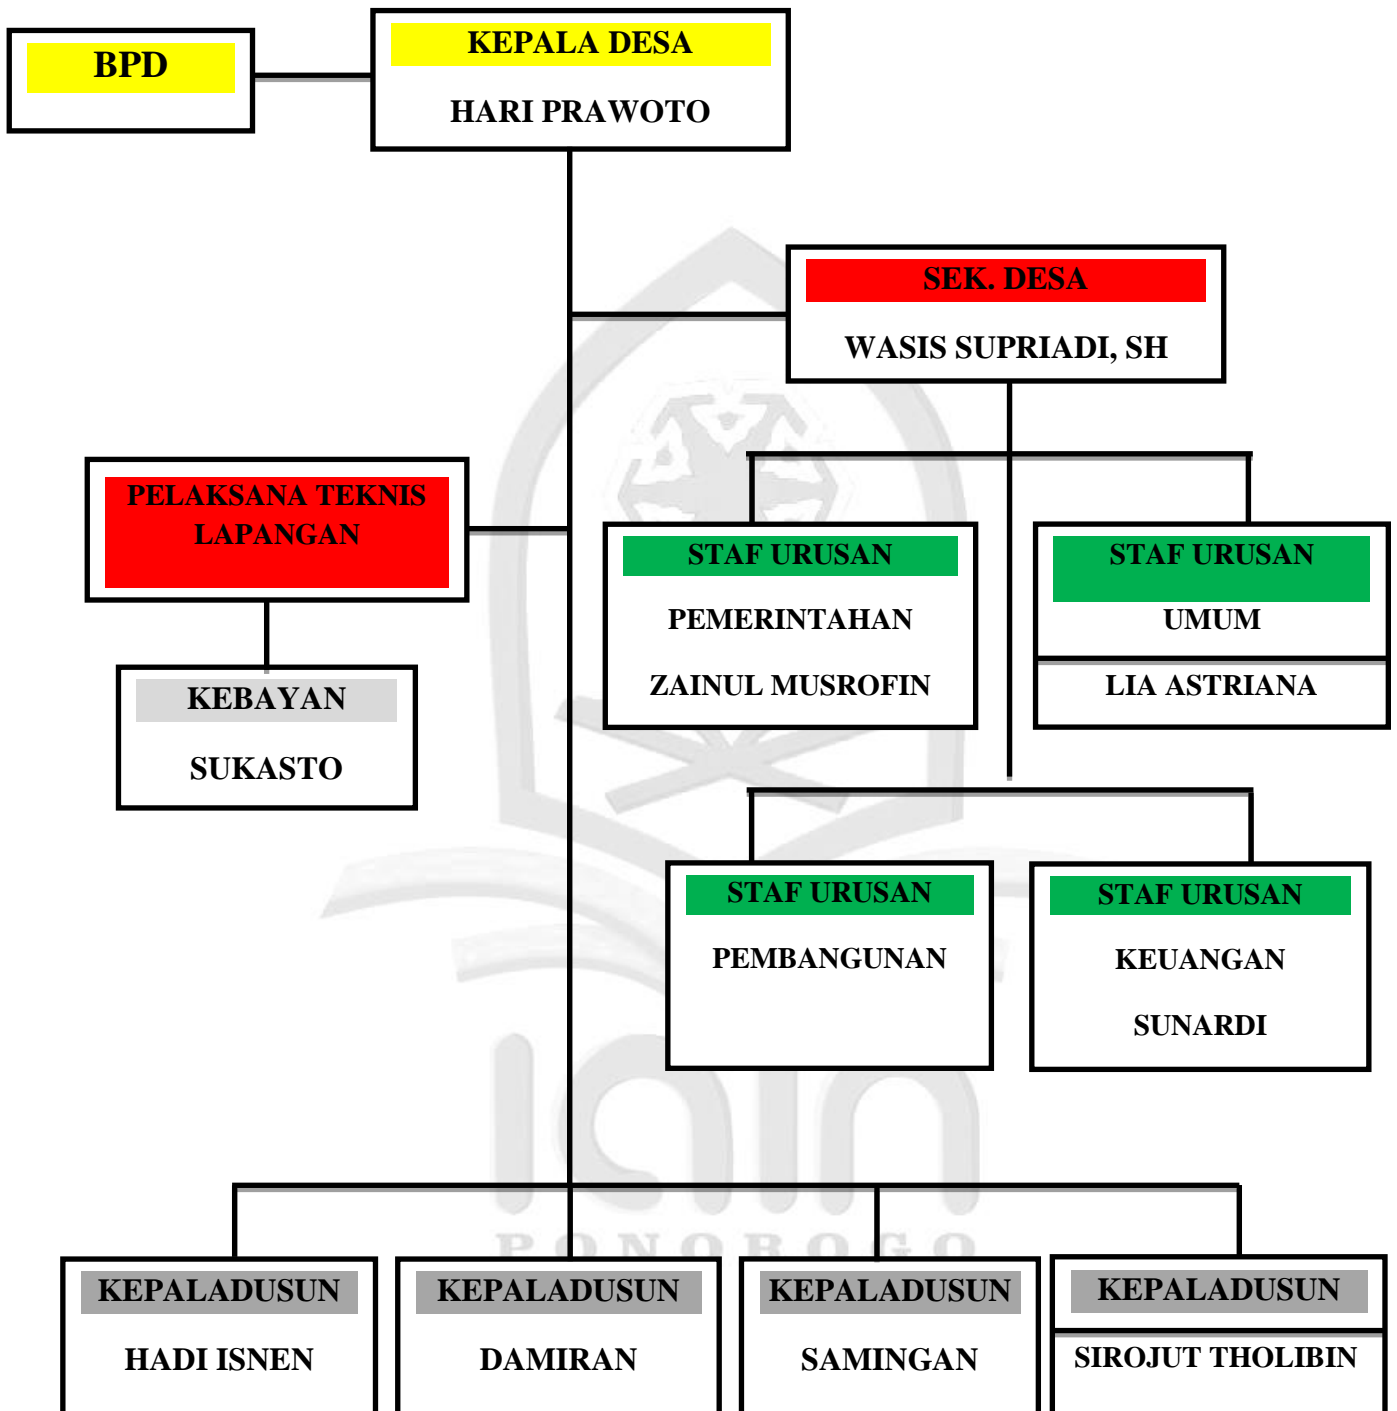 BPD
KEPALA DESA
HARI PRAWOTO
SEK. DESA
WASIS SUPRIADI, SH
PELAKSANA TEKNIS
LAPANGAN
KEBAYAN
SUKASTO
STAF URUSAN
PEMERINTAHAN
ZAINUL MUSROFIN
STAF URUSAN
UMUM
LIA ASTRIANA
STAF URUSAN
PEMBANGUNAN
STAF URUSAN
KEUANGAN
SUNARDI
iain
PONOROGO
KEPALADUSUN
HADI ISNEN
KEPALADUSUN
DAMIRAN
KEPALADUSUN
SAMINGAN
KEPALADUSUN
SIROJUT THOLIBIN